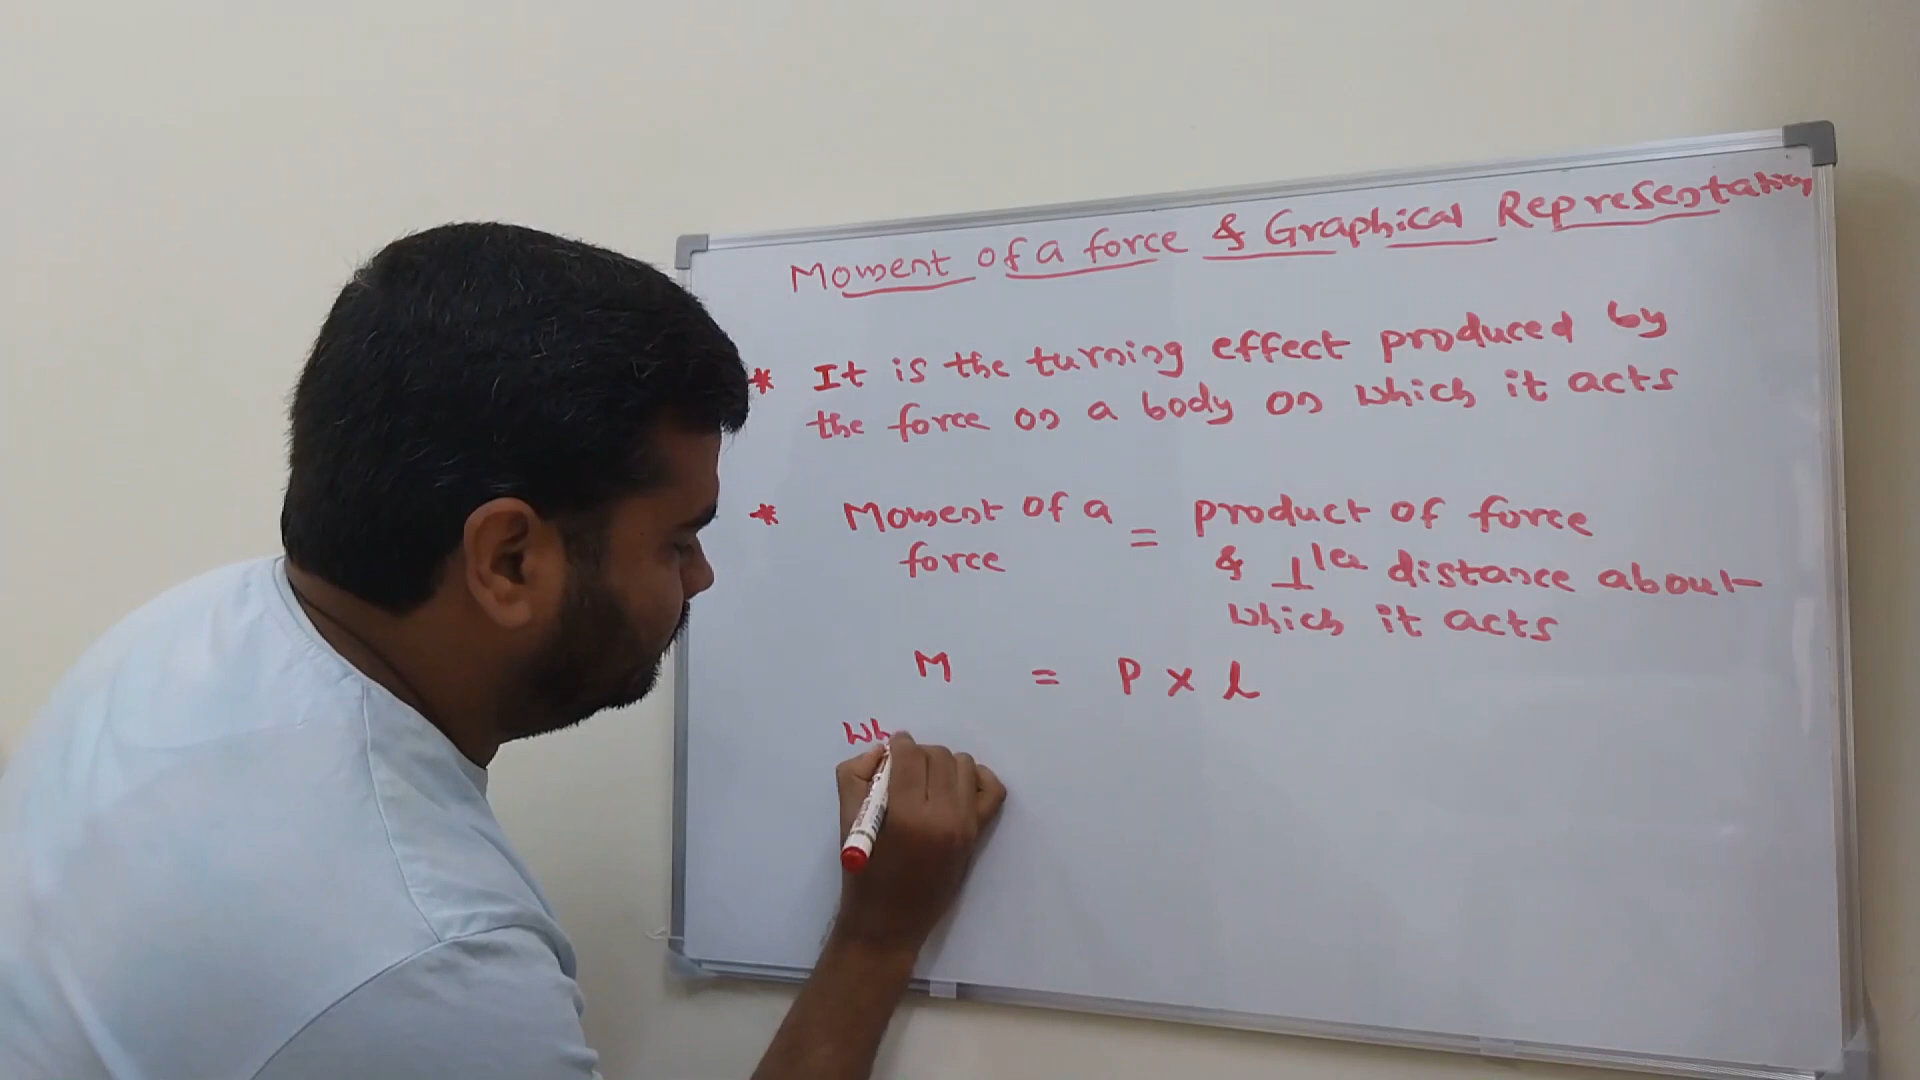 Moment of a force & Graphical Representation
* It is the turning effect produced by
the force on a body on which it acts
* Moment of a force = product of force
& ⊥lar distance about
which it acts
M = P x l
Wh